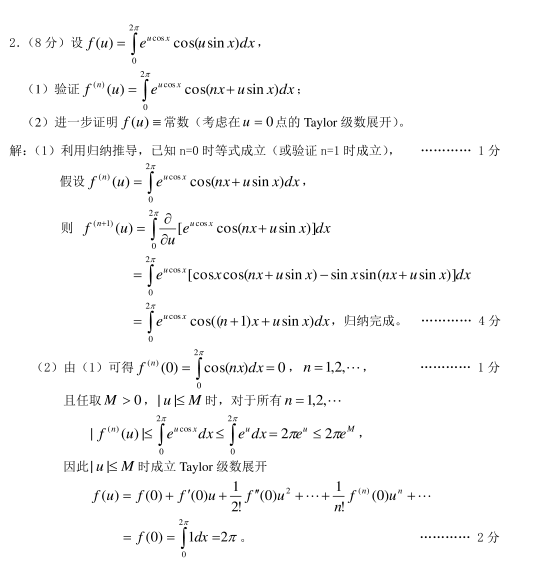 2.（8 分）设 f(u) = ∫₀^{2π} e^{u cos x} cos(u sin x)dx，
（1）验证 f^{(n)}(u) = ∫₀^{2π} e^{u cos x} cos(nx + u sin x)dx；
（2）进一步证明 f(u) ≡ 常数（考虑在 u = 0 点的 Taylor 级数展开）。
解:（1）利用归纳推导，已知 n=0 时等式成立（或验证 n=1 时成立）， ………… 1 分
假设 f^{(n)}(u) = ∫₀^{2π} e^{u cos x} cos(nx + u sin x)dx，
则 f^{(n+1)}(u) = ∫₀^{2π} ∂/∂u [e^{u cos x} cos(nx + u sin x)]dx
= ∫₀^{2π} e^{u cos x} [cos x cos(nx + u sin x) − sin x sin(nx + u sin x)]dx
= ∫₀^{2π} e^{u cos x} cos((n + 1)x + u sin x)dx，归纳完成。 ………… 4 分
（2）由（1）可得 f^{(n)}(0) = ∫₀^{2π} cos(nx)dx = 0， n = 1,2,⋯， ………… 1 分
且任取 M > 0，| u |≤ M 时，对于所有 n = 1,2,⋯
| f^{(n)}(u) |≤ ∫₀^{2π} e^{u cos x} dx ≤ ∫₀^{2π} e^{u} dx = 2πe^{u} ≤ 2πe^{M}，
因此 | u |≤ M 时成立 Taylor 级数展开
f(u) = f(0) + f′(0)u + 1/2! f″(0)u² + ⋯ + 1/n! f^{(n)}(0)uⁿ + ⋯
= f(0) = ∫₀^{2π} 1dx = 2π 。 ………… 2 分